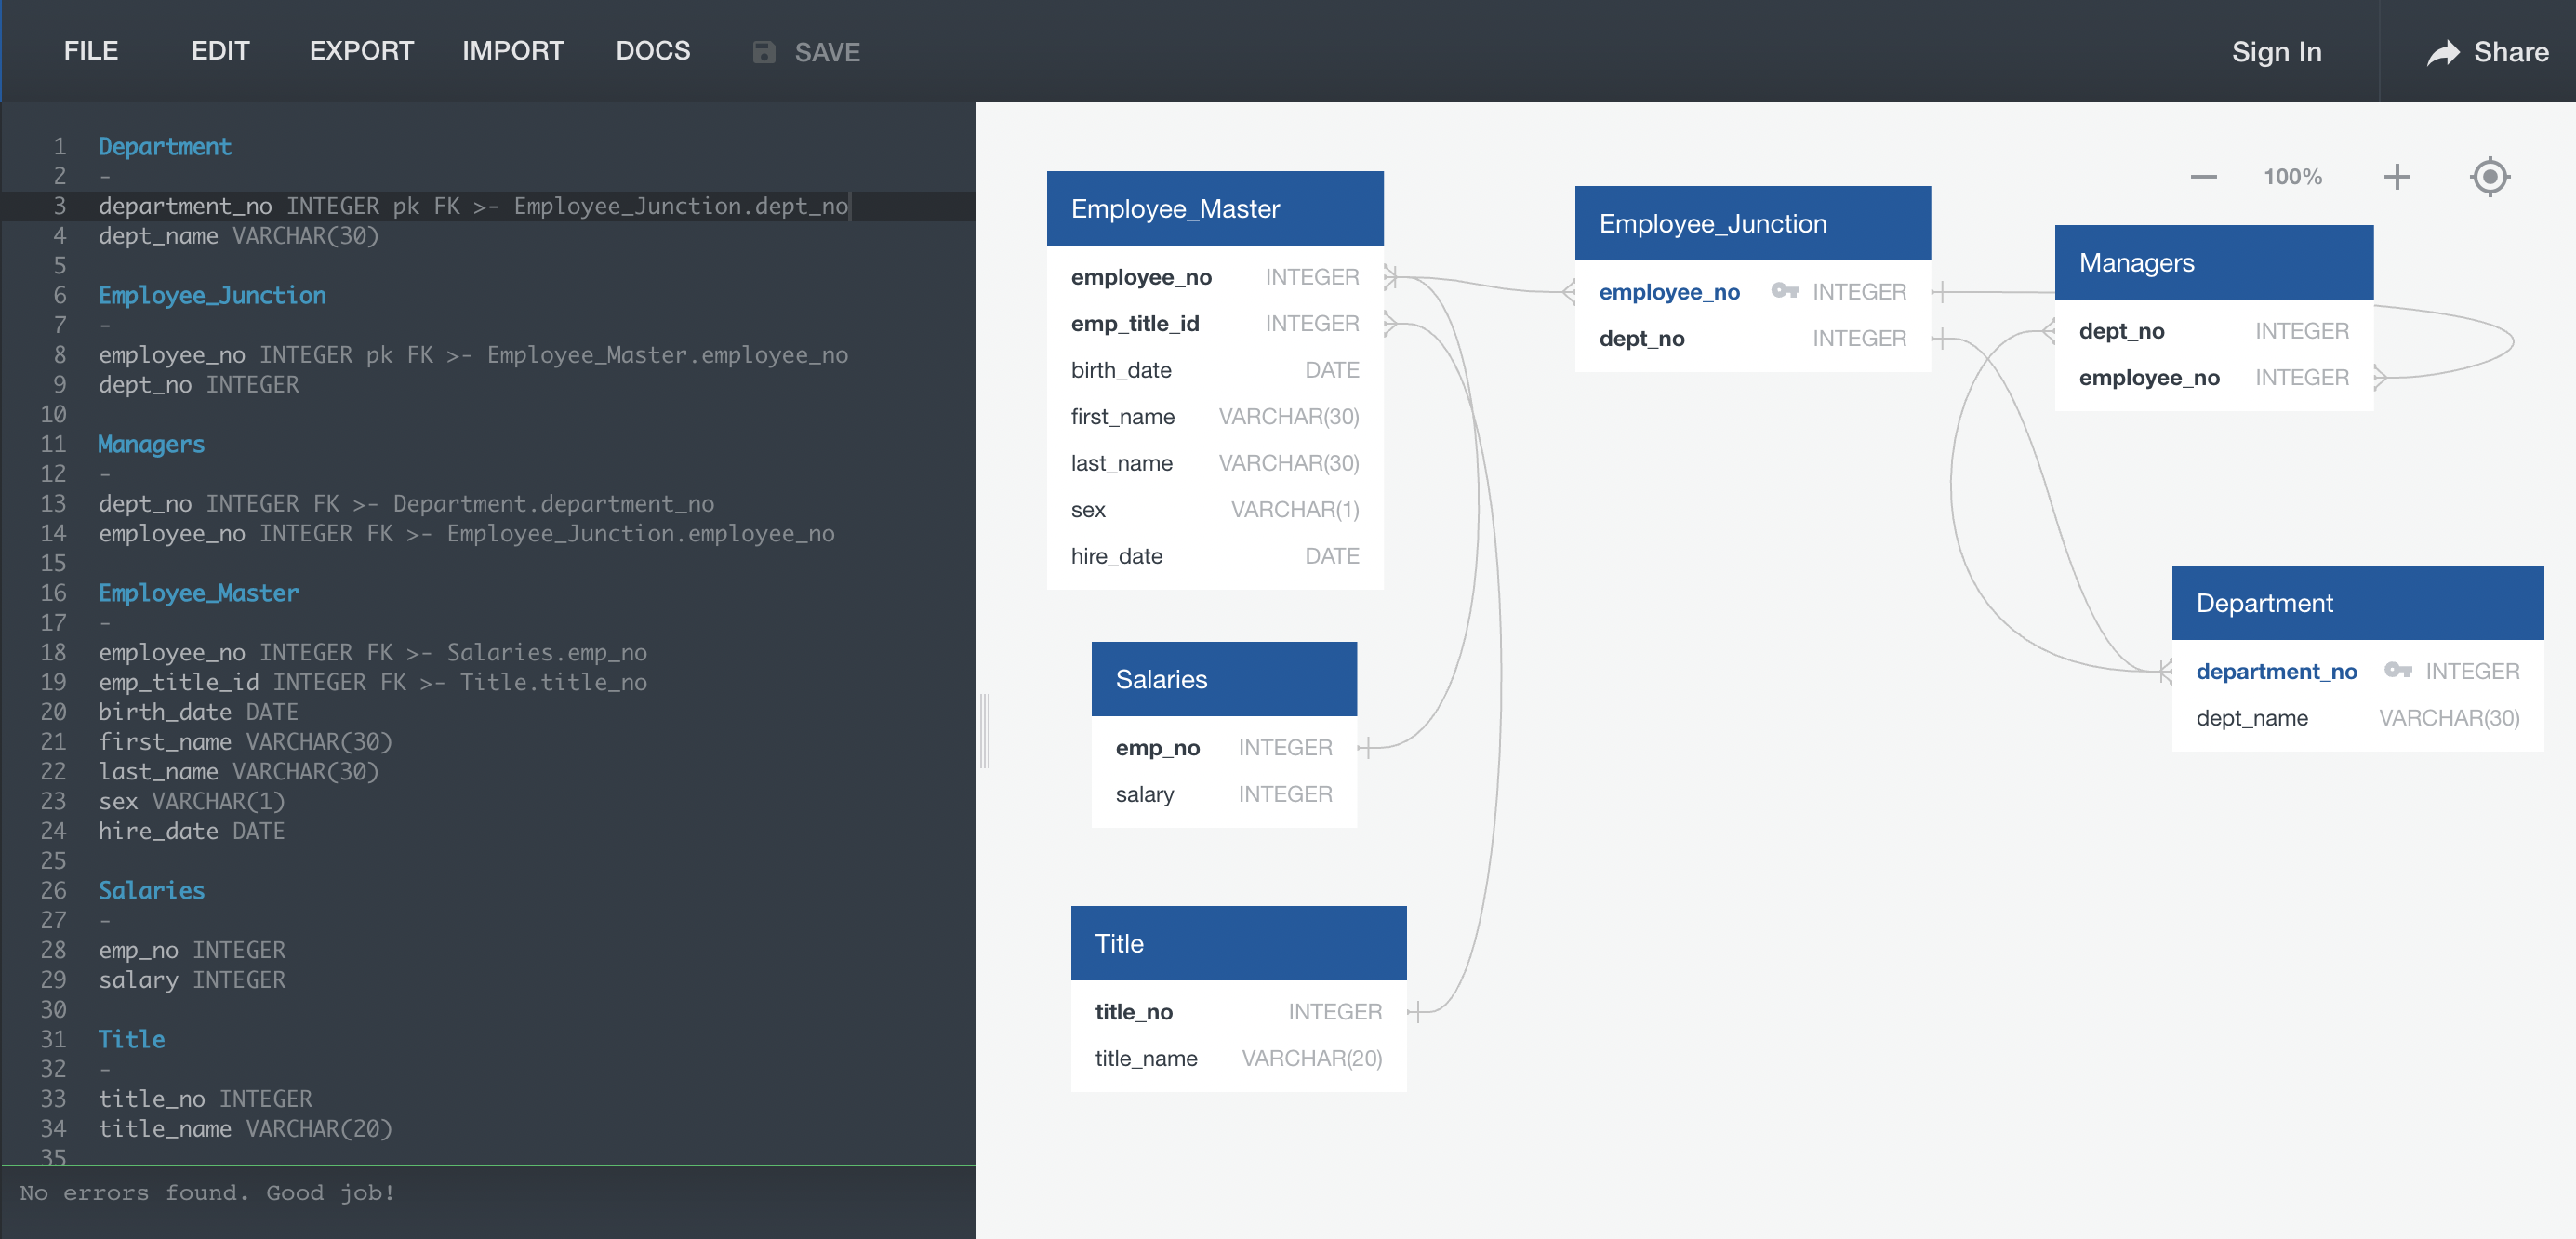 FILE EDIT EXPORT IMPORT DOCS SAVE Sign In Share
1 Department
2 -
3 department_no INTEGER pk FK >- Employee_Junction.dept_no
4 dept_name VARCHAR(30)
5
6 Employee_Junction
7 -
8 employee_no INTEGER pk FK >- Employee_Master.employee_no
9 dept_no INTEGER
10
11 Managers
12 -
13 dept_no INTEGER FK >- Department.department_no
14 employee_no INTEGER FK >- Employee_Junction.employee_no
15
16 Employee_Master
17 -
18 employee_no INTEGER FK >- Salaries.emp_no
19 emp_title_id INTEGER FK >- Title.title_no
20 birth_date DATE
21 first_name VARCHAR(30)
22 last_name VARCHAR(30)
23 sex VARCHAR(1)
24 hire_date DATE
25
26 Salaries
27 -
28 emp_no INTEGER
29 salary INTEGER
30
31 Title
32 -
33 title_no INTEGER
34 title_name VARCHAR(20)
35
No errors found. Good job!
100%
Employee_Master
employee_no INTEGER
emp_title_id INTEGER
birth_date DATE
first_name VARCHAR(30)
last_name VARCHAR(30)
sex VARCHAR(1)
hire_date DATE
Employee_Junction
employee_no INTEGER
dept_no INTEGER
Managers
dept_no INTEGER
employee_no INTEGER
Department
department_no INTEGER
dept_name VARCHAR(30)
Salaries
emp_no INTEGER
salary INTEGER
Title
title_no INTEGER
title_name VARCHAR(20)